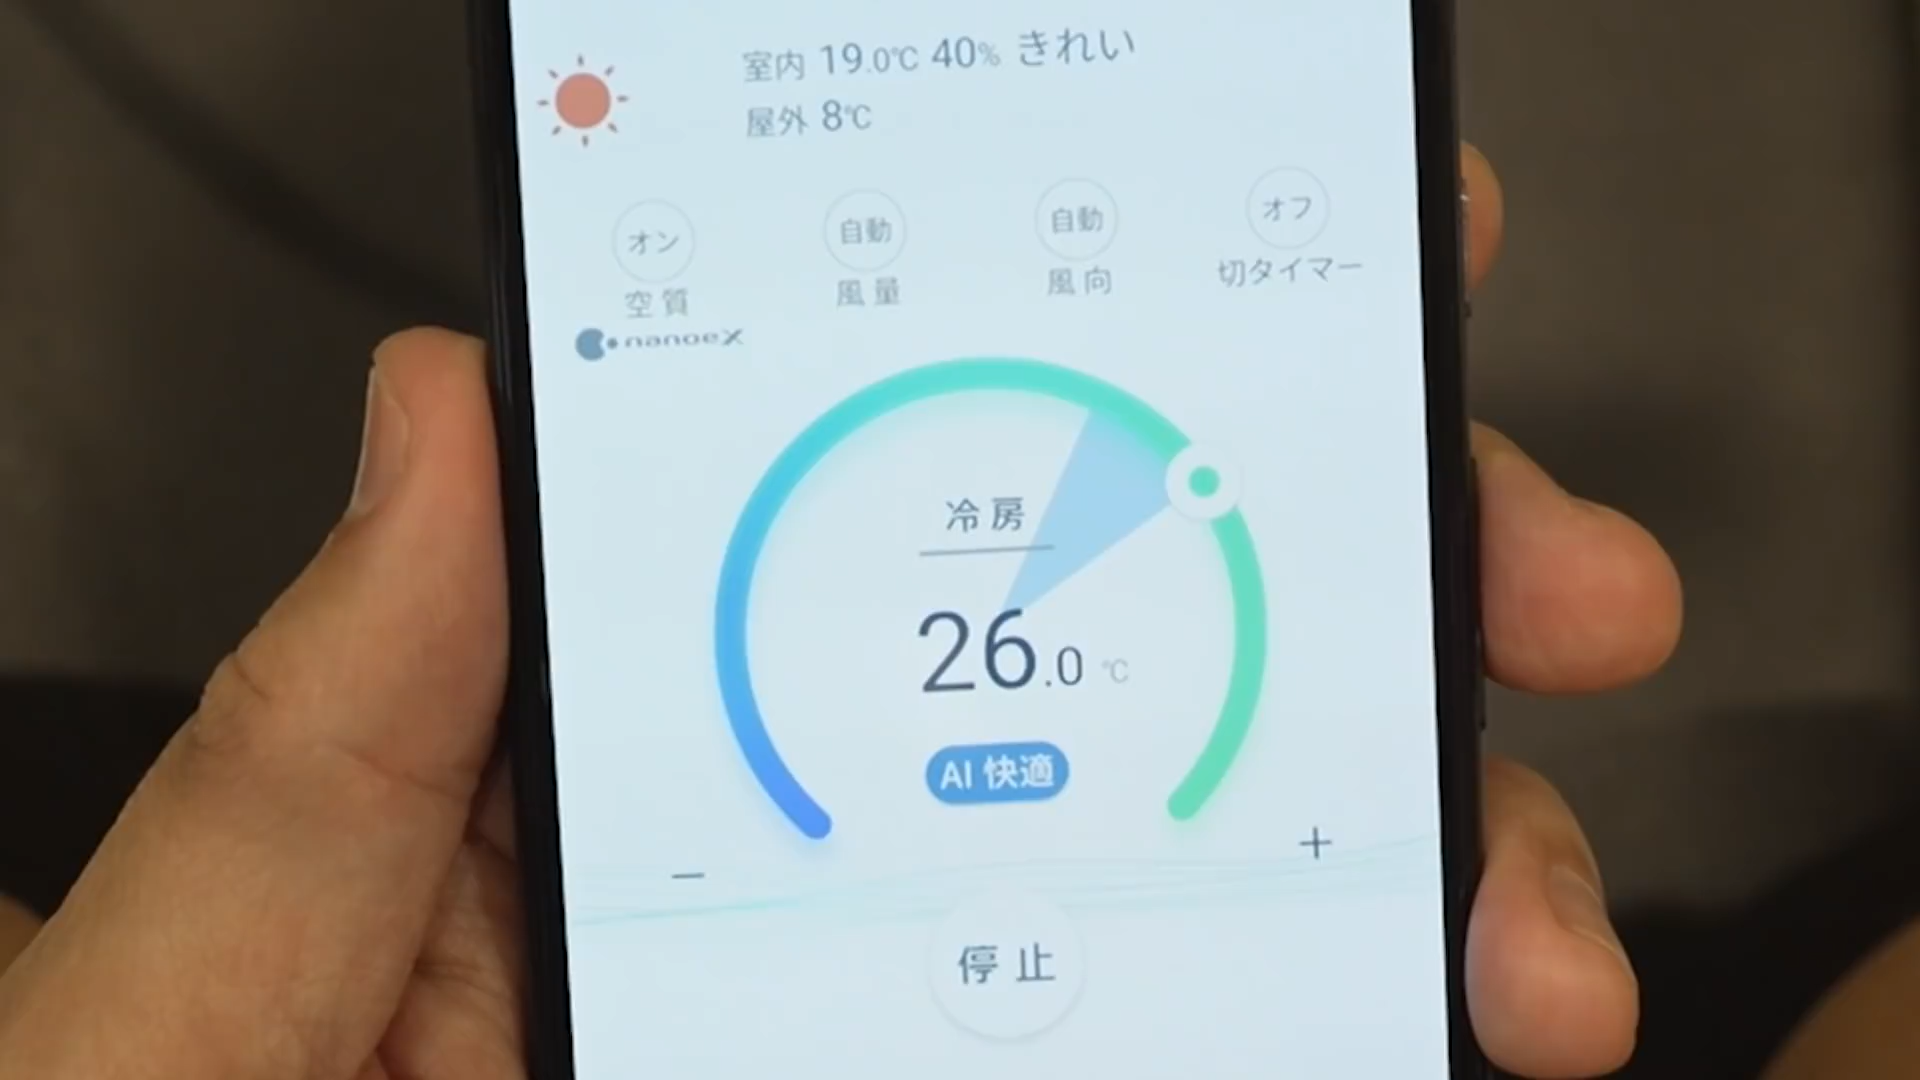 室内 19.0℃ 40% きれい
屋外 8℃
オン 自動 自動 オフ
空質 風量 風向 切タイマー
nanoeX
冷房
26.0 ℃
AI 快適
− +
停止